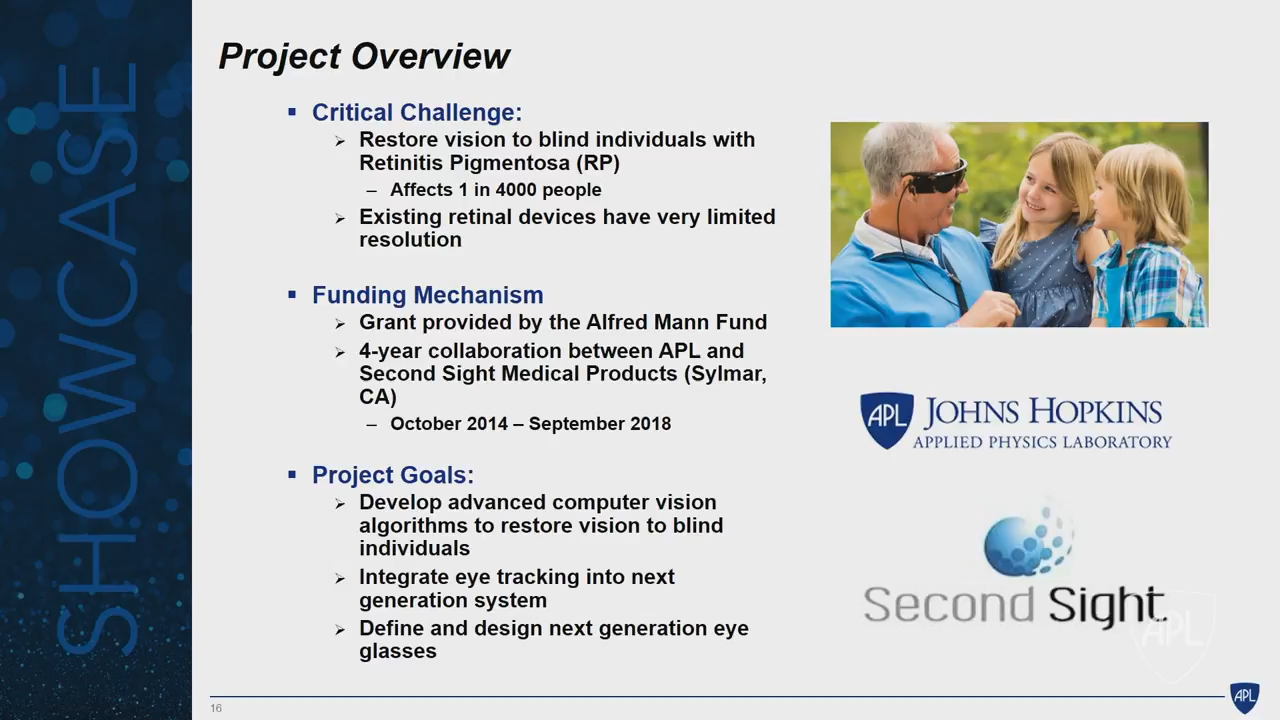 SHOWCASE
Project Overview
Critical Challenge:
Restore vision to blind individuals with
Retinitis Pigmentosa (RP)
– Affects 1 in 4000 people
Existing retinal devices have very limited
resolution
Funding Mechanism
Grant provided by the Alfred Mann Fund
4-year collaboration between APL and
Second Sight Medical Products (Sylmar,
CA)
– October 2014 – September 2018
Project Goals:
Develop advanced computer vision
algorithms to restore vision to blind
individuals
Integrate eye tracking into next
generation system
Define and design next generation eye
glasses
APL JOHNS HOPKINS
APPLIED PHYSICS LABORATORY
Second Sight
APL
16
APL